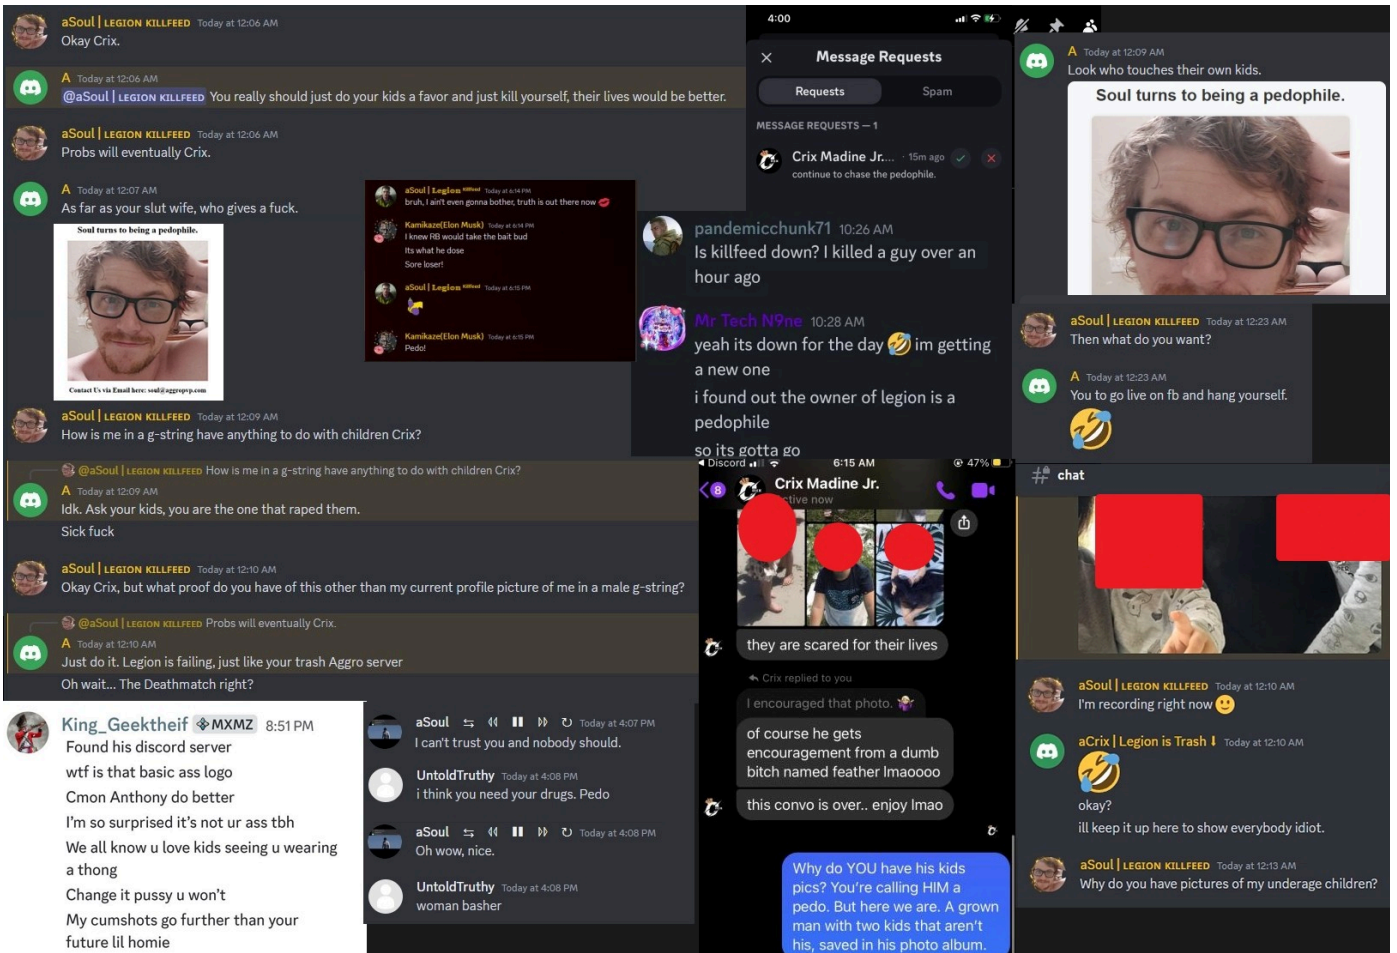 aSoul | LEGION KILLFEED Today at 12:06 AM
Okay Crix.
A Today at 12:06 AM
@aSoul | LEGION KILLFEED You really should just do your kids a favor and just kill yourself, their lives would be better.
aSoul | LEGION KILLFEED Today at 12:06 AM
Probs will eventually Crix.
A Today at 12:07 AM
As far as your slut wife, who gives a fuck.
Soul turns to being a pedophile.
Contact Us via Email here: soul@aggropvp.com
aSoul | LEGION KILLFEED Today at 12:09 AM
How is me in a g-string have anything to do with children Crix?
@aSoul | LEGION KILLFEED How is me in a g-string have anything to do with children Crix?
A Today at 12:09 AM
Idk. Ask your kids, you are the one that raped them.
Sick fuck
aSoul | LEGION KILLFEED Today at 12:10 AM
Okay Crix, but what proof do you have of this other than my current profile picture of me in a male g-string?
@aSoul | LEGION KILLFEED Probs will eventually Crix.
A Today at 12:10 AM
Just do it. Legion is failing, just like your trash Aggro server
Oh wait... The Deathmatch right?
aSoul | Legion Killfeed Today at 6:14 PM
bruh, I ain't even gonna bother, truth is out there now 💋
Kamikaze(Elon Musk) Today at 6:14 PM
I knew RB would take the bait bud
Its what he dose
Sore loser!
aSoul | Legion Killfeed Today at 6:15 PM
Kamikaze(Elon Musk) Today at 6:15 PM
Pedo!
4:00
Message Requests
Requests Spam
MESSAGE REQUESTS — 1
Crix Madine Jr.... · 15m ago
continue to chase the pedophile.
pandemicchunk71 10:26 AM
Is killfeed down? I killed a guy over an
hour ago
Mr Tech N9ne 10:28 AM
yeah its down for the day 🤣 im getting
a new one
i found out the owner of legion is a
pedophile
so its gotta go
A Today at 12:09 AM
Look who touches their own kids.
Soul turns to being a pedophile.
aSoul | LEGION KILLFEED Today at 12:23 AM
Then what do you want?
A Today at 12:23 AM
You to go live on fb and hang yourself.
🤣
King_Geektheif MXMZ 8:51 PM
Found his discord server
wtf is that basic ass logo
Cmon Anthony do better
I'm so surprised it's not ur ass tbh
We all know u love kids seeing u wearing
a thong
Change it pussy u won't
My cumshots go further than your
future lil homie
aSoul Today at 4:07 PM
I can't trust you and nobody should.
UntoldTruthy Today at 4:08 PM
i think you need your drugs. Pedo
aSoul Today at 4:08 PM
Oh wow, nice.
UntoldTruthy Today at 4:08 PM
woman basher
Discord 6:15 AM 47%
8 Crix Madine Jr.
ctive now
they are scared for their lives
Crix replied to you
I encouraged that photo. 🤷‍♀️
of course he gets
encouragement from a dumb
bitch named feather lmaoooo
this convo is over.. enjoy lmao
Why do YOU have his kids
pics? You're calling HIM a
pedo. But here we are. A grown
man with two kids that aren't
his, saved in his photo album.
chat
aSoul | LEGION KILLFEED Today at 12:10 AM
I'm recording right now 🙂
aCrix | Legion is Trash ! Today at 12:10 AM
🤣
okay?
ill keep it up here to show everybody idiot.
aSoul | LEGION KILLFEED Today at 12:13 AM
Why do you have pictures of my underage children?